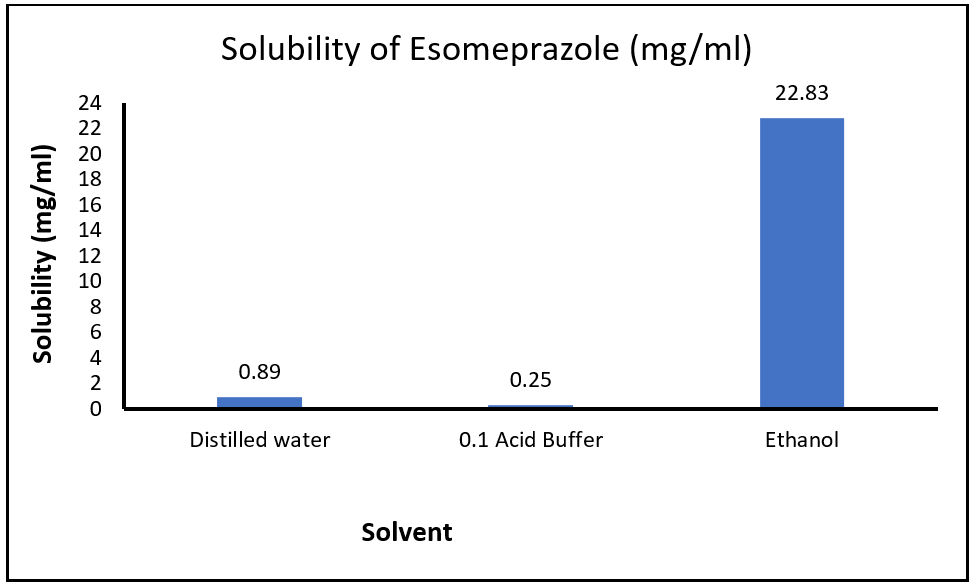 Solubility of Esomeprazole (mg/ml)
Solubility (mg/ml)
24
22
20
18
16
14
12
10
8
6
4
2
0
0.89
0.25
22.83
Distilled water
0.1 Acid Buffer
Ethanol
Solvent